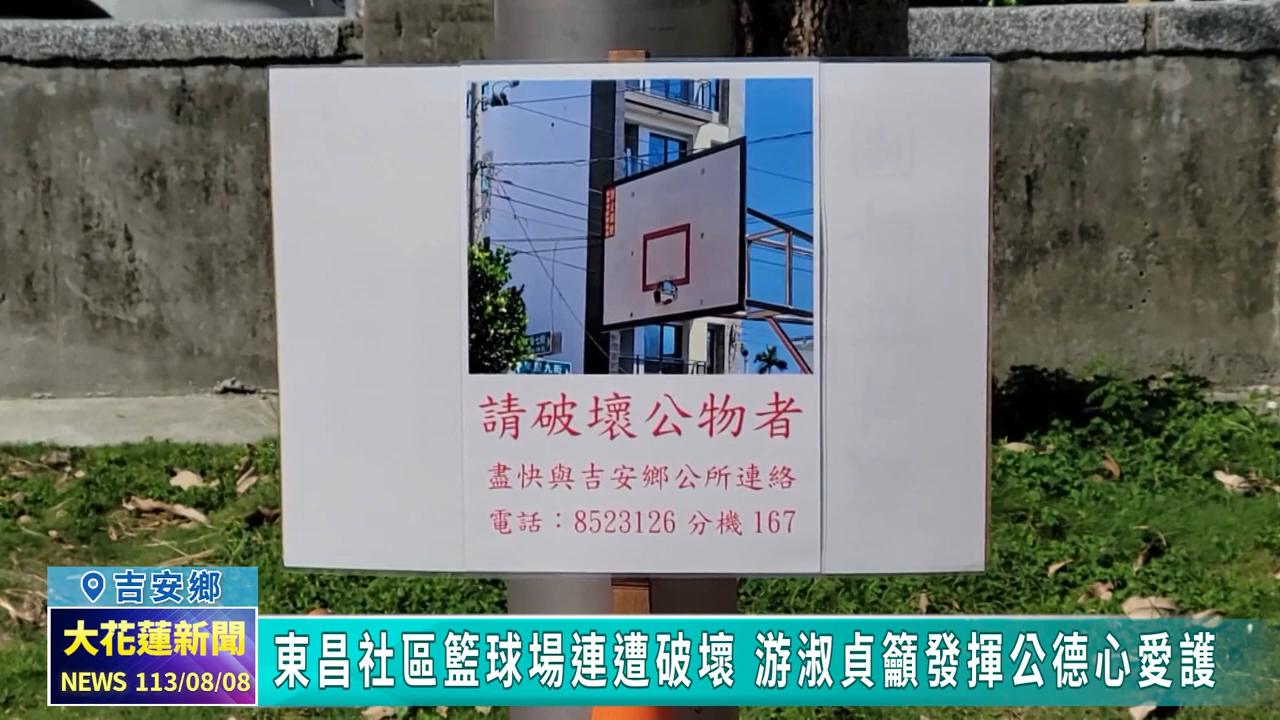 請破壞公物者
盡快與吉安鄉公所連絡
電話：8523126 分機 167
吉安鄉
大花蓮新聞
NEWS 113/08/08
東昌社區籃球場連遭破壞 游淑貞籲發揮公德心愛護